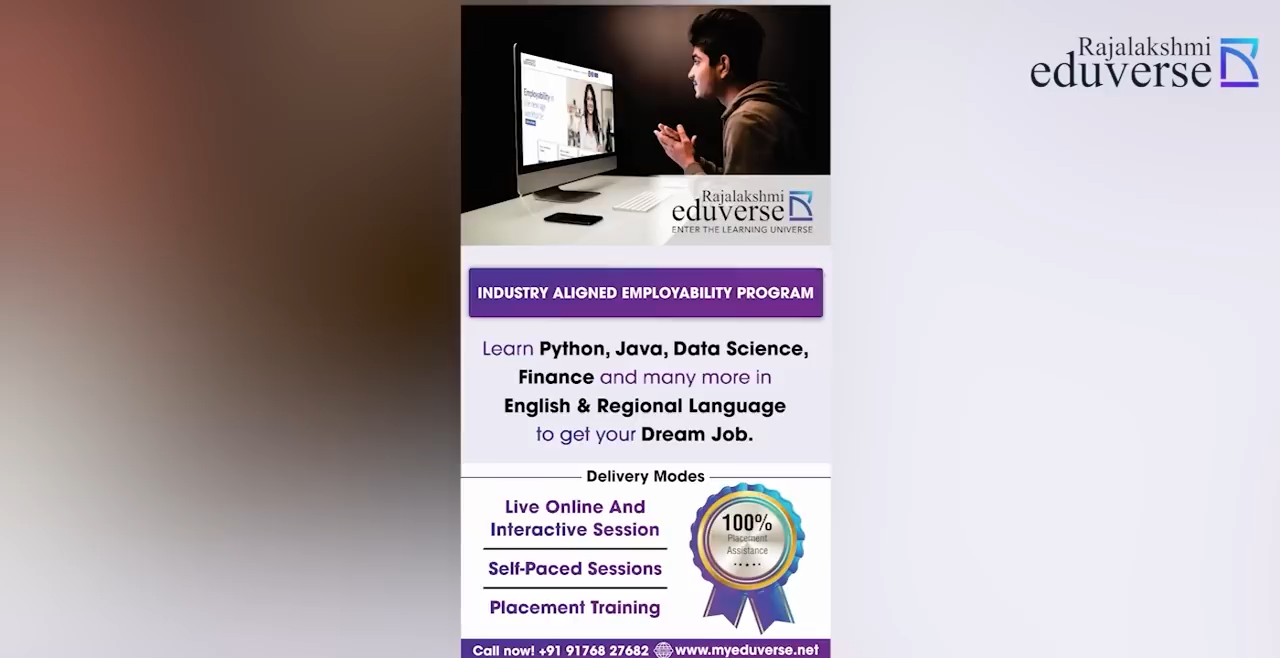 Rajalakshmi
eduverse
Rajalakshmi
eduverse
ENTER THE LEARNING UNIVERSE
INDUSTRY ALIGNED EMPLOYABILITY PROGRAM
Learn Python, Java, Data Science,
Finance and many more in
English & Regional Language
to get your Dream Job.
Delivery Modes
Live Online And
Interactive Session
Self-Paced Sessions
Placement Training
100%
Placement
Assistance
Call now! +91 91768 27682 www.myeduverse.net